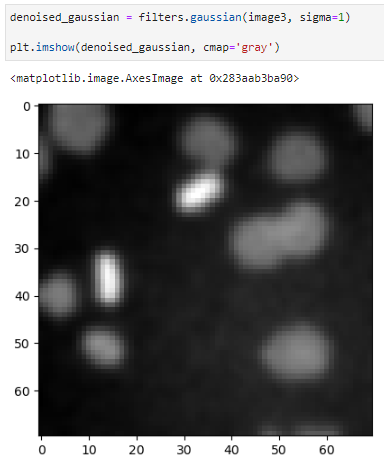 denoised_gaussian = filters.gaussian(image3, sigma=1)
plt.imshow(denoised_gaussian, cmap='gray')
<matplotlib.image.AxesImage at 0x283aab3ba90>
0
10
20
30
40
50
60
0 10 20 30 40 50 60